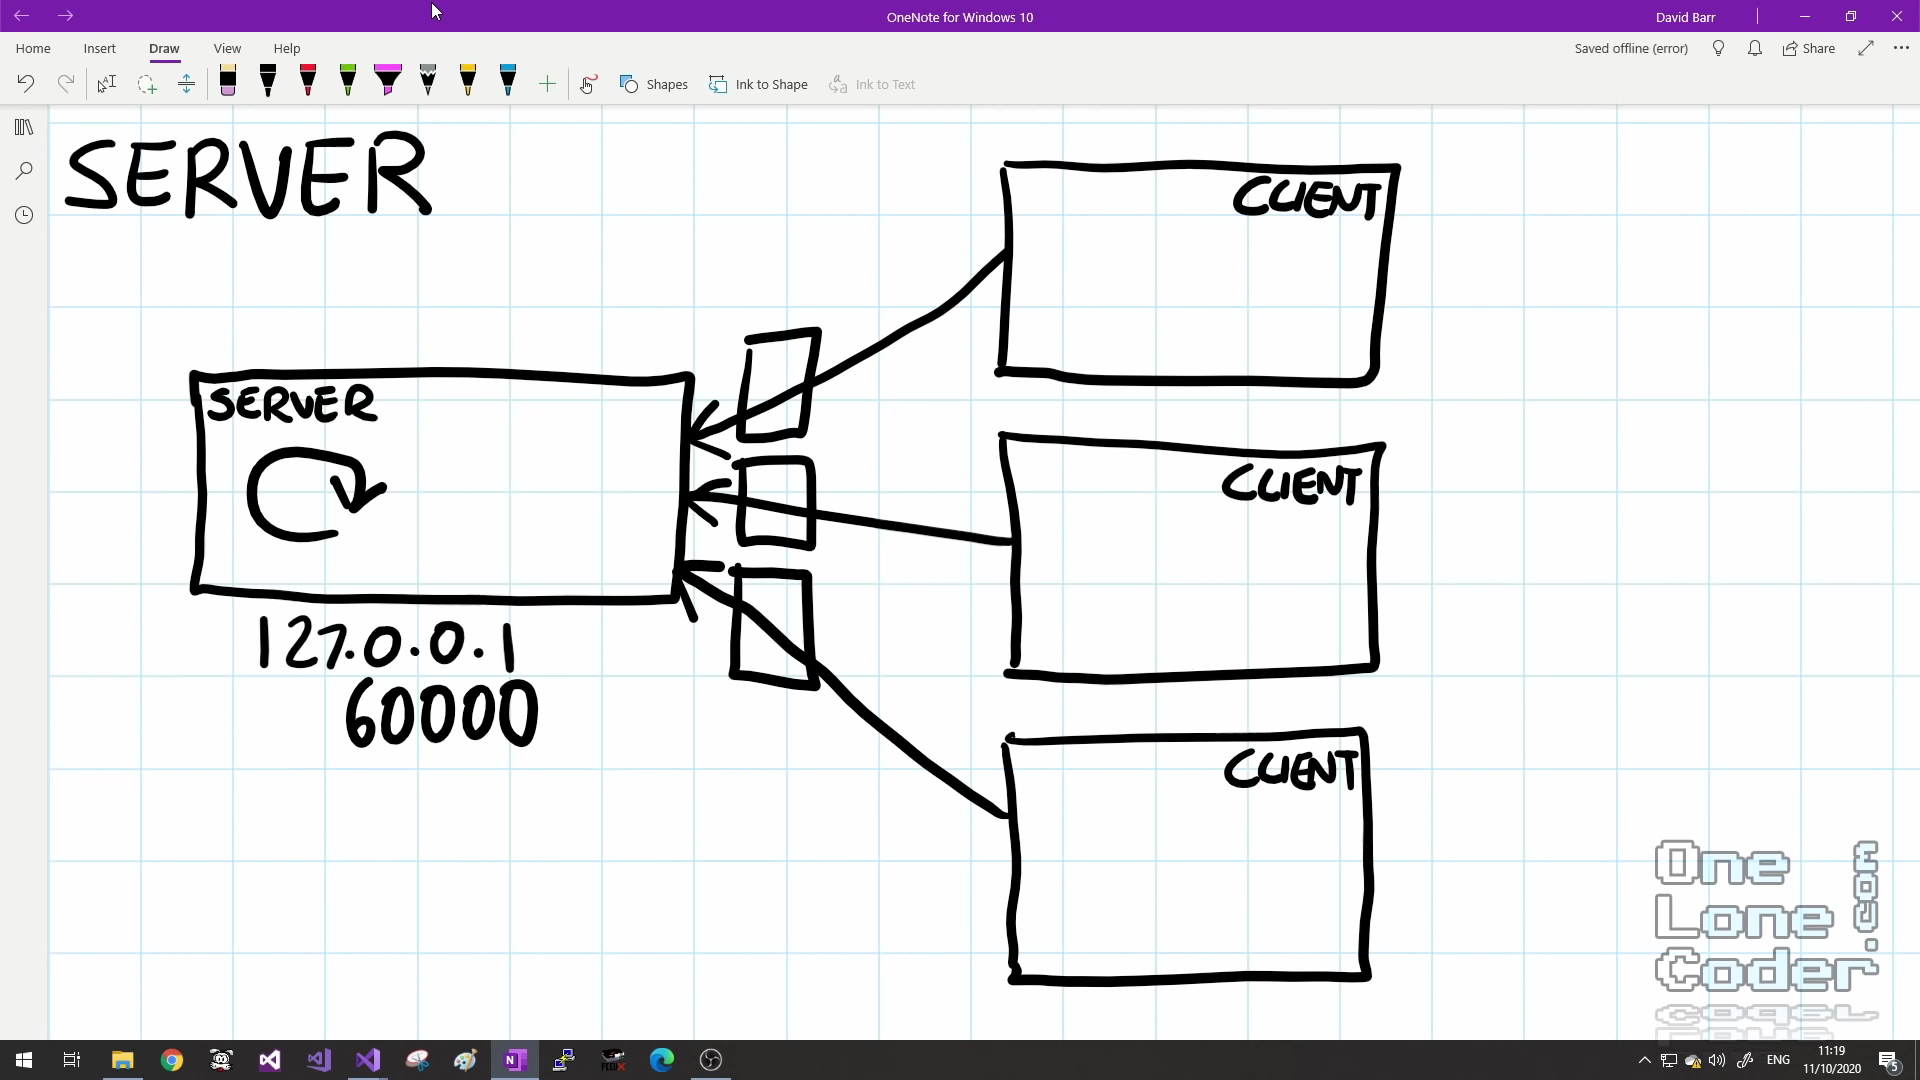 OneNote for Windows 10
David Barr
Home Insert Draw View Help
Saved offline (error)
Share
Shapes
Ink to Shape
Ink to Text
SERVER
CLIENT
SERVER
127.0.0.1
60000
CLIENT
CLIENT
One
Lone
Coder
.com
ENG
11:19
11/10/2020
5